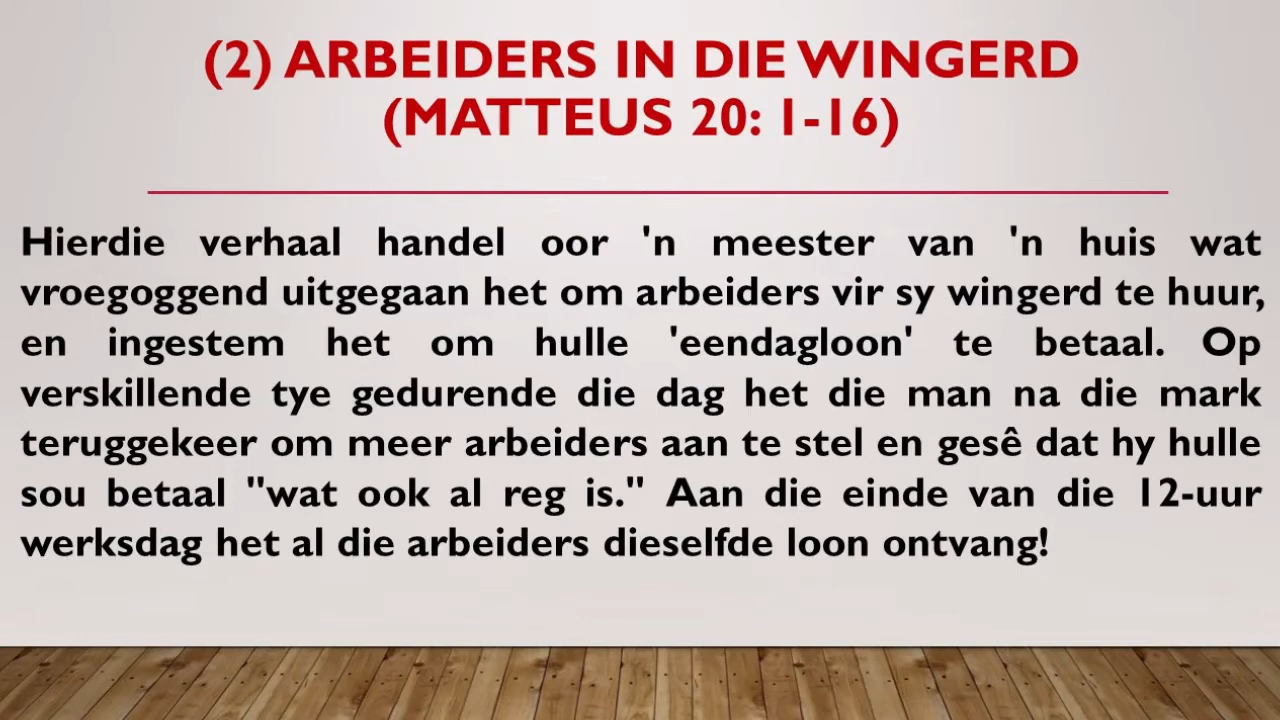 (2) ARBEIDERS IN DIE WINGERD
(MATTEUS 20: 1-16)
Hierdie verhaal handel oor 'n meester van 'n huis wat
vroegoggend uitgegaan het om arbeiders vir sy wingerd te huur,
en ingestem het om hulle 'eendagloon' te betaal. Op
verskillende tye gedurende die dag het die man na die mark
teruggekeer om meer arbeiders aan te stel en gesê dat hy hulle
sou betaal "wat ook al reg is." Aan die einde van die 12-uur
werksdag het al die arbeiders dieselfde loon ontvang!